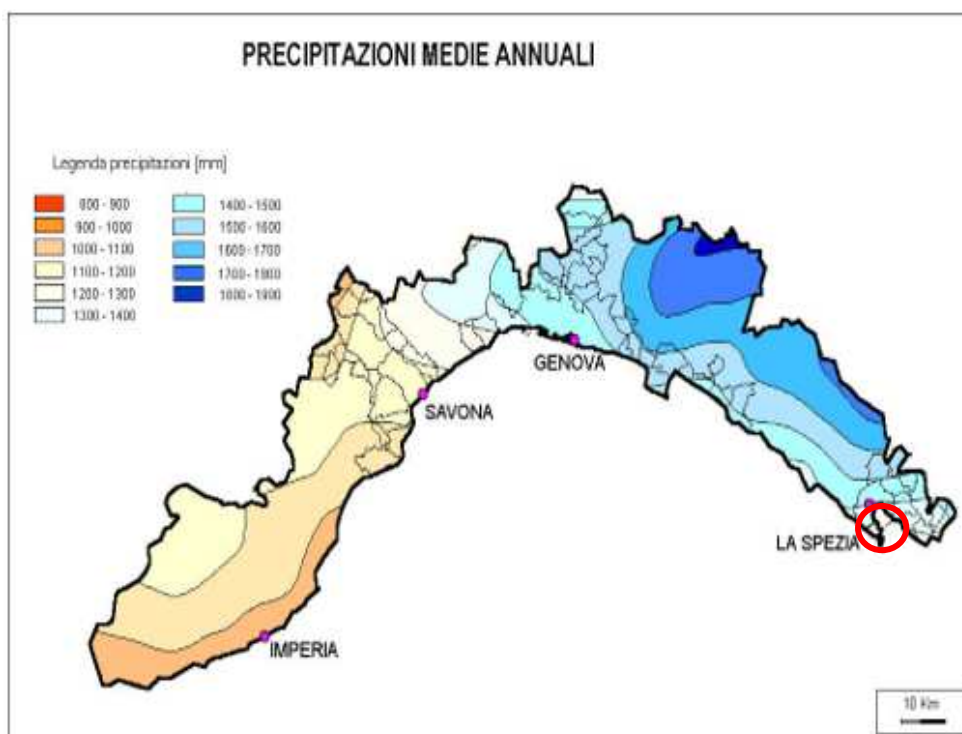 PRECIPITAZIONI MEDIE ANNUALI
Legenda precipitazioni [mm]
800 - 900
900 - 1000
1000 - 1100
1100 - 1200
1200 - 1300
1300 - 1400
1400 - 1500
1500 - 1600
1600 - 1700
1700 - 1800
1800 - 1900
GENOVA
SAVONA
LA SPEZIA
IMPERIA
10 Km